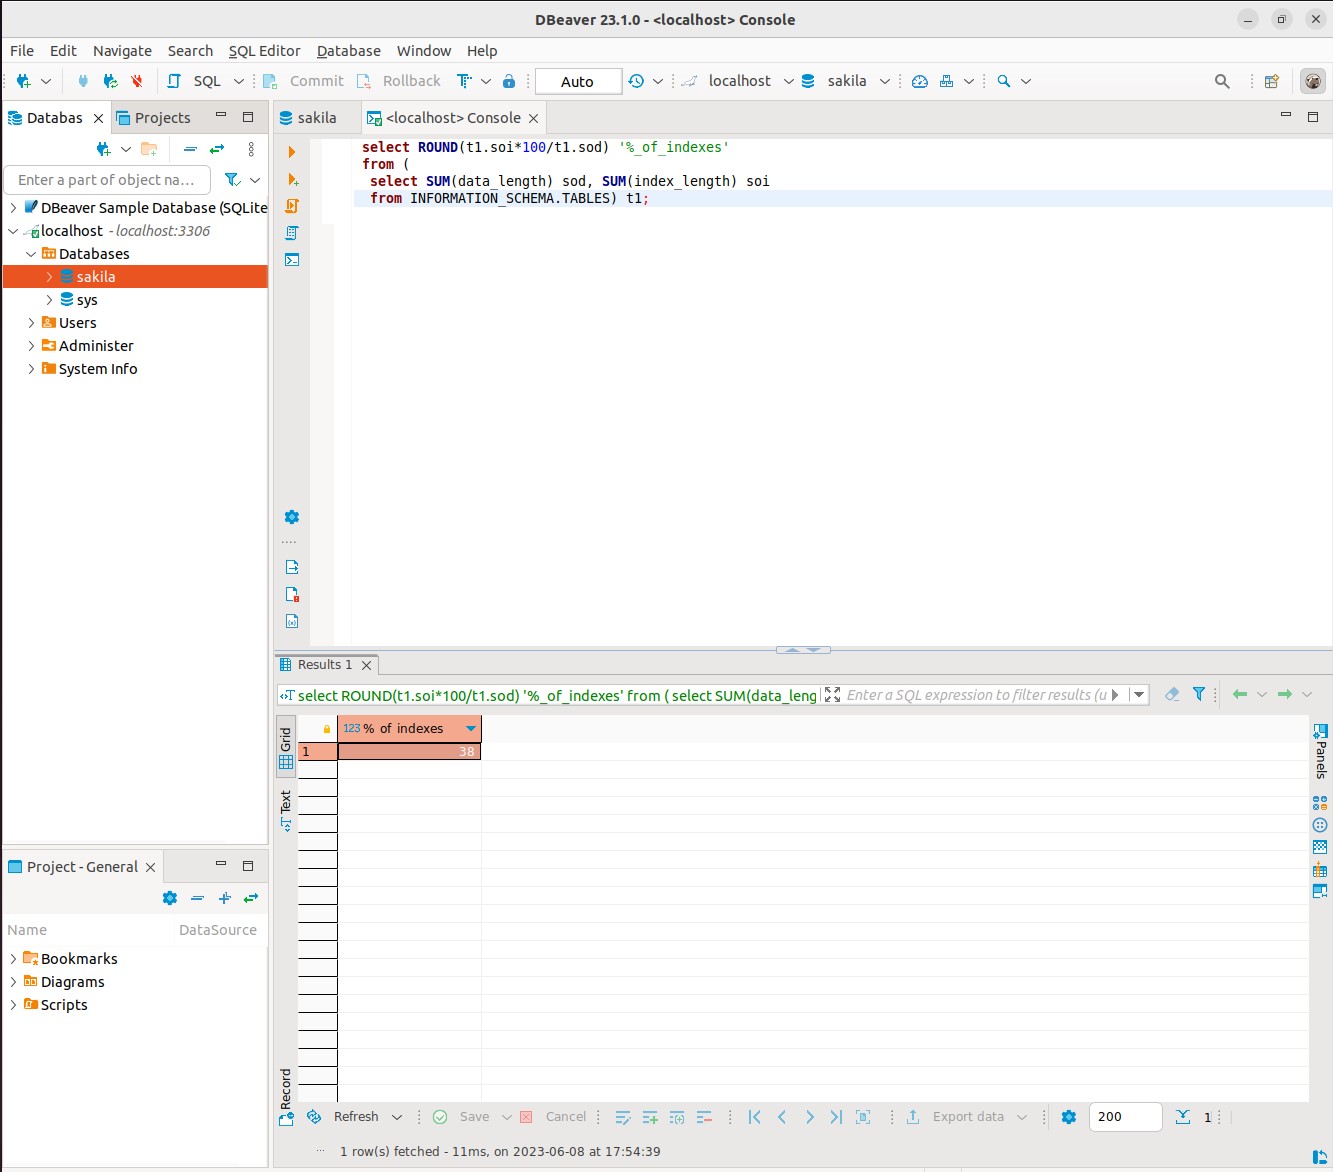 DBeaver 23.1.0 - <localhost> Console
File Edit Navigate Search SQL Editor Database Window Help
SQL Commit Rollback Auto localhost sakila
Databas Projects
Enter a part of object na...
DBeaver Sample Database (SQLite
localhost - localhost:3306
Databases
sakila
sys
Users
Administer
System Info
sakila <localhost> Console
select ROUND(t1.soi*100/t1.sod) '%_of_indexes'
from (
select SUM(data_length) sod, SUM(index_length) soi
from INFORMATION_SCHEMA.TABLES) t1;
Results 1
select ROUND(t1.soi*100/t1.sod) '%_of_indexes' from ( select SUM(data_leng
Enter a SQL expression to filter results (u
Grid
Text
Record
123 % of indexes
1 38
Panels
Project - General
Name DataSource
Bookmarks
Diagrams
Scripts
Refresh Save Cancel Export data 200 1
1 row(s) fetched - 11ms, on 2023-06-08 at 17:54:39